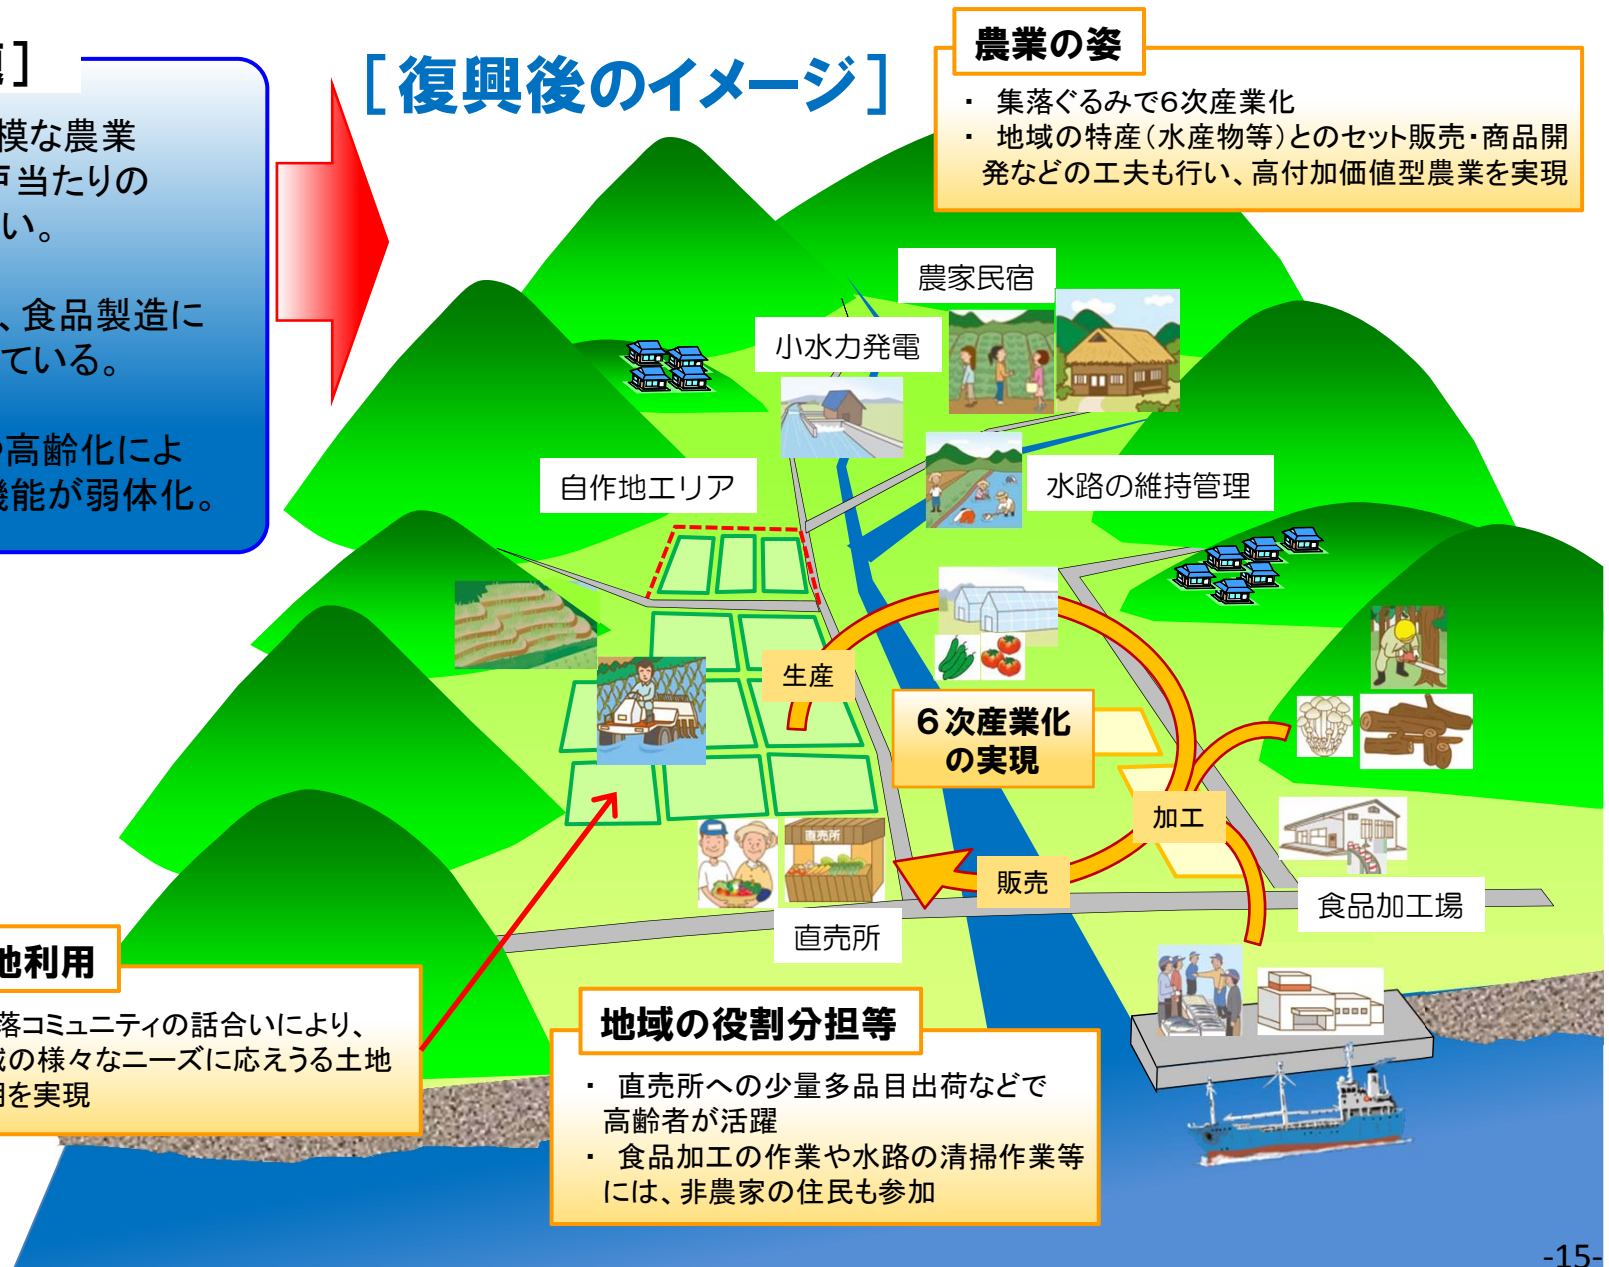 ］
模な農業
戸当たりの
い。
、食品製造に
ている。
高齢化によ
機能が弱体化。
［復興後のイメージ］
農業の姿
・ 集落ぐるみで６次産業化
・ 地域の特産（水産物等）とのセット販売・商品開
発などの工夫も行い、高付加価値型農業を実現
農家民宿
小水力発電
自作地エリア
水路の維持管理
生産
６次産業化
の実現
加工
販売
直売所
直売所
食品加工場
地利用
落コミュニティの話合いにより、
域の様々なニーズに応えうる土地
用を実現
地域の役割分担等
・ 直売所への少量多品目出荷などで
高齢者が活躍
・ 食品加工の作業や水路の清掃作業等
には、非農家の住民も参加
-15-